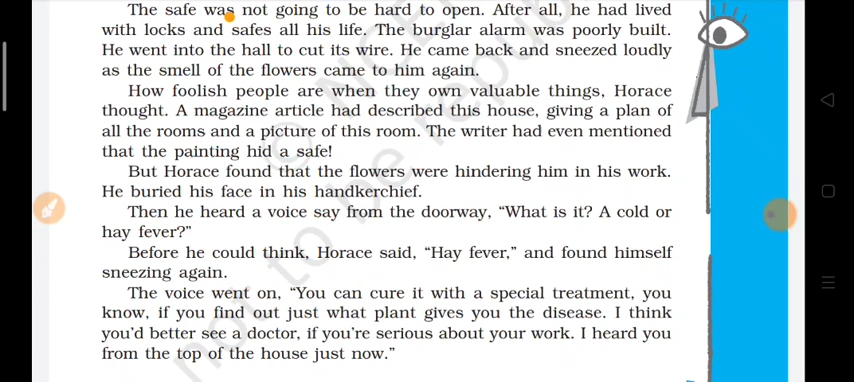 The safe was not going to be hard to open. After all, he had lived
with locks and safes all his life. The burglar alarm was poorly built.
He went into the hall to cut its wire. He came back and sneezed loudly
as the smell of the flowers came to him again.
How foolish people are when they own valuable things, Horace
thought. A magazine article had described this house, giving a plan of
all the rooms and a picture of this room. The writer had even mentioned
that the painting hid a safe!
But Horace found that the flowers were hindering him in his work.
He buried his face in his handkerchief.
Then he heard a voice say from the doorway, “What is it? A cold or
hay fever?”
Before he could think, Horace said, “Hay fever,” and found himself
sneezing again.
The voice went on, “You can cure it with a special treatment, you
know, if you find out just what plant gives you the disease. I think
you’d better see a doctor, if you’re serious about your work. I heard you
from the top of the house just now.”
not to be republ